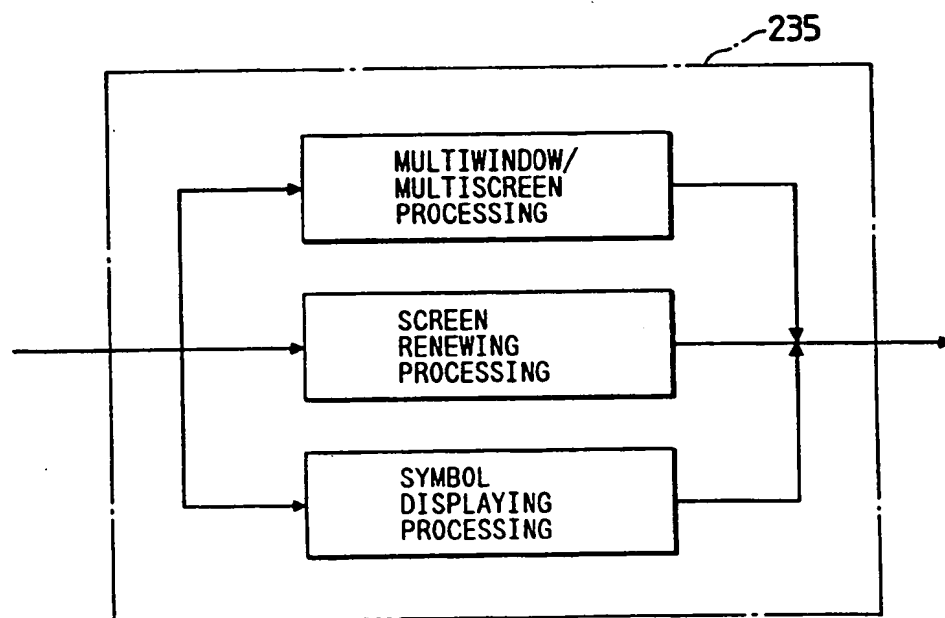 235
MULTIWINDOW/
MULTISCREEN
PROCESSING
SCREEN
RENEWING
PROCESSING
SYMBOL
DISPLAYING
PROCESSING